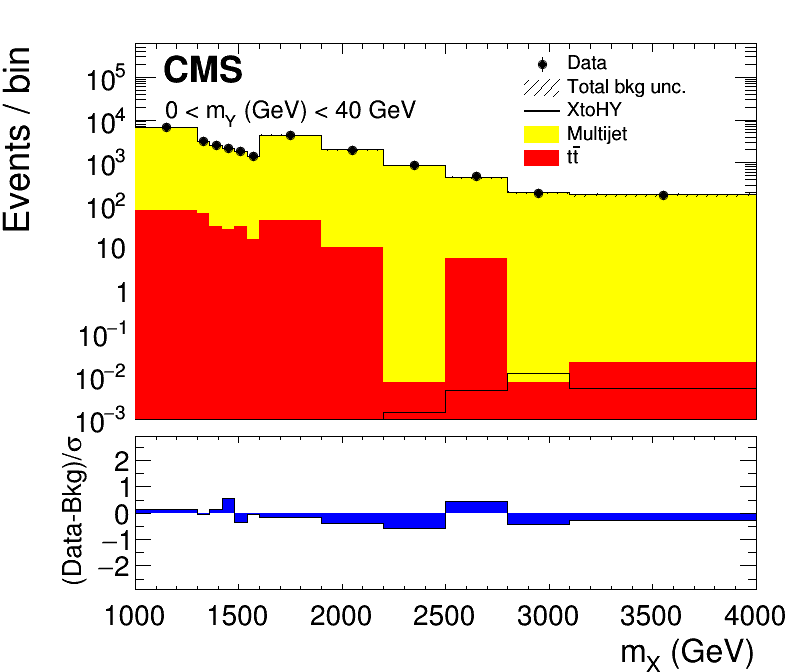 Events / bin
CMS
0 < m_Y (GeV) < 40 GeV
Data
Total bkg unc.
XtoHY
Multijet
tt̄
10⁵
10⁴
10³
10²
10
1
10⁻¹
10⁻²
10⁻³
(Data-Bkg)/σ
2
1
0
−1
−2
1000 1500 2000 2500 3000 3500 4000
m_X (GeV)